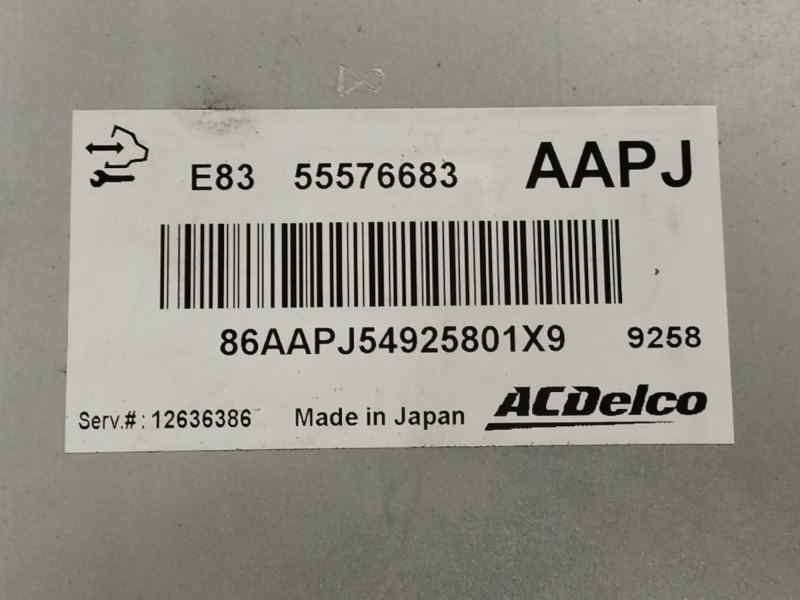 E83 55576683 AAPJ
86AAPJ54925801X9 9258
Serv.#: 12636386 Made in Japan ACDelco